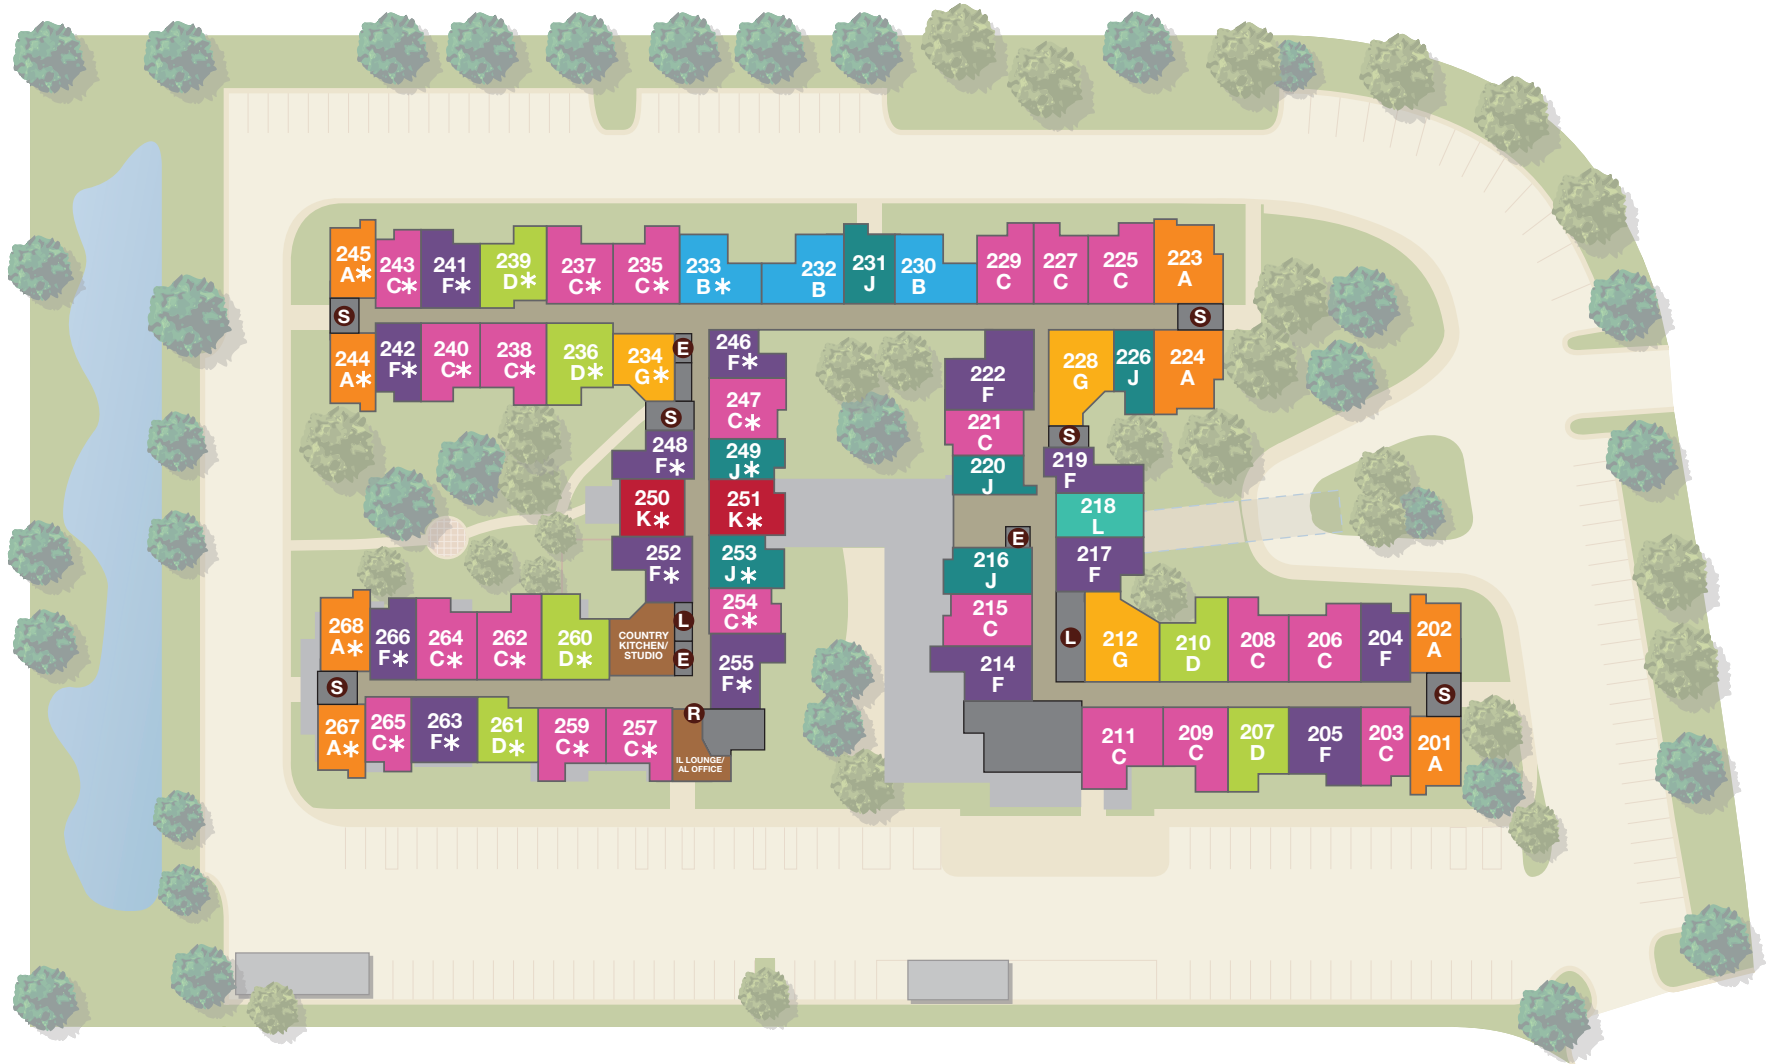 245
A*
243
C*
241
F*
239
D*
237
C*
235
C*
233
B*
232
B
231
J
230
B
229
C
227
C
225
C
223
A
S
S
244
A*
242
F*
240
C*
238
C*
236
D*
234
G*
E
246
F*
222
F
228
G
226
J
224
A
S
247
C*
221
C
S
248
F*
249
J*
220
J
219
F
250
K*
251
K*
218
L
E
252
F*
253
J*
216
J
217
F
254
C*
215
C
268
A*
266
F*
264
C*
262
C*
260
D*
COUNTRY
KITCHEN/
STUDIO
L
E
255
F*
214
F
L
212
G
210
D
208
C
206
C
204
F
202
A
S
S
267
A*
265
C*
263
F*
261
D*
259
C*
257
C*
R
IL LOUNGE/
AL OFFICE
211
C
209
C
207
D
205
F
203
C
201
A